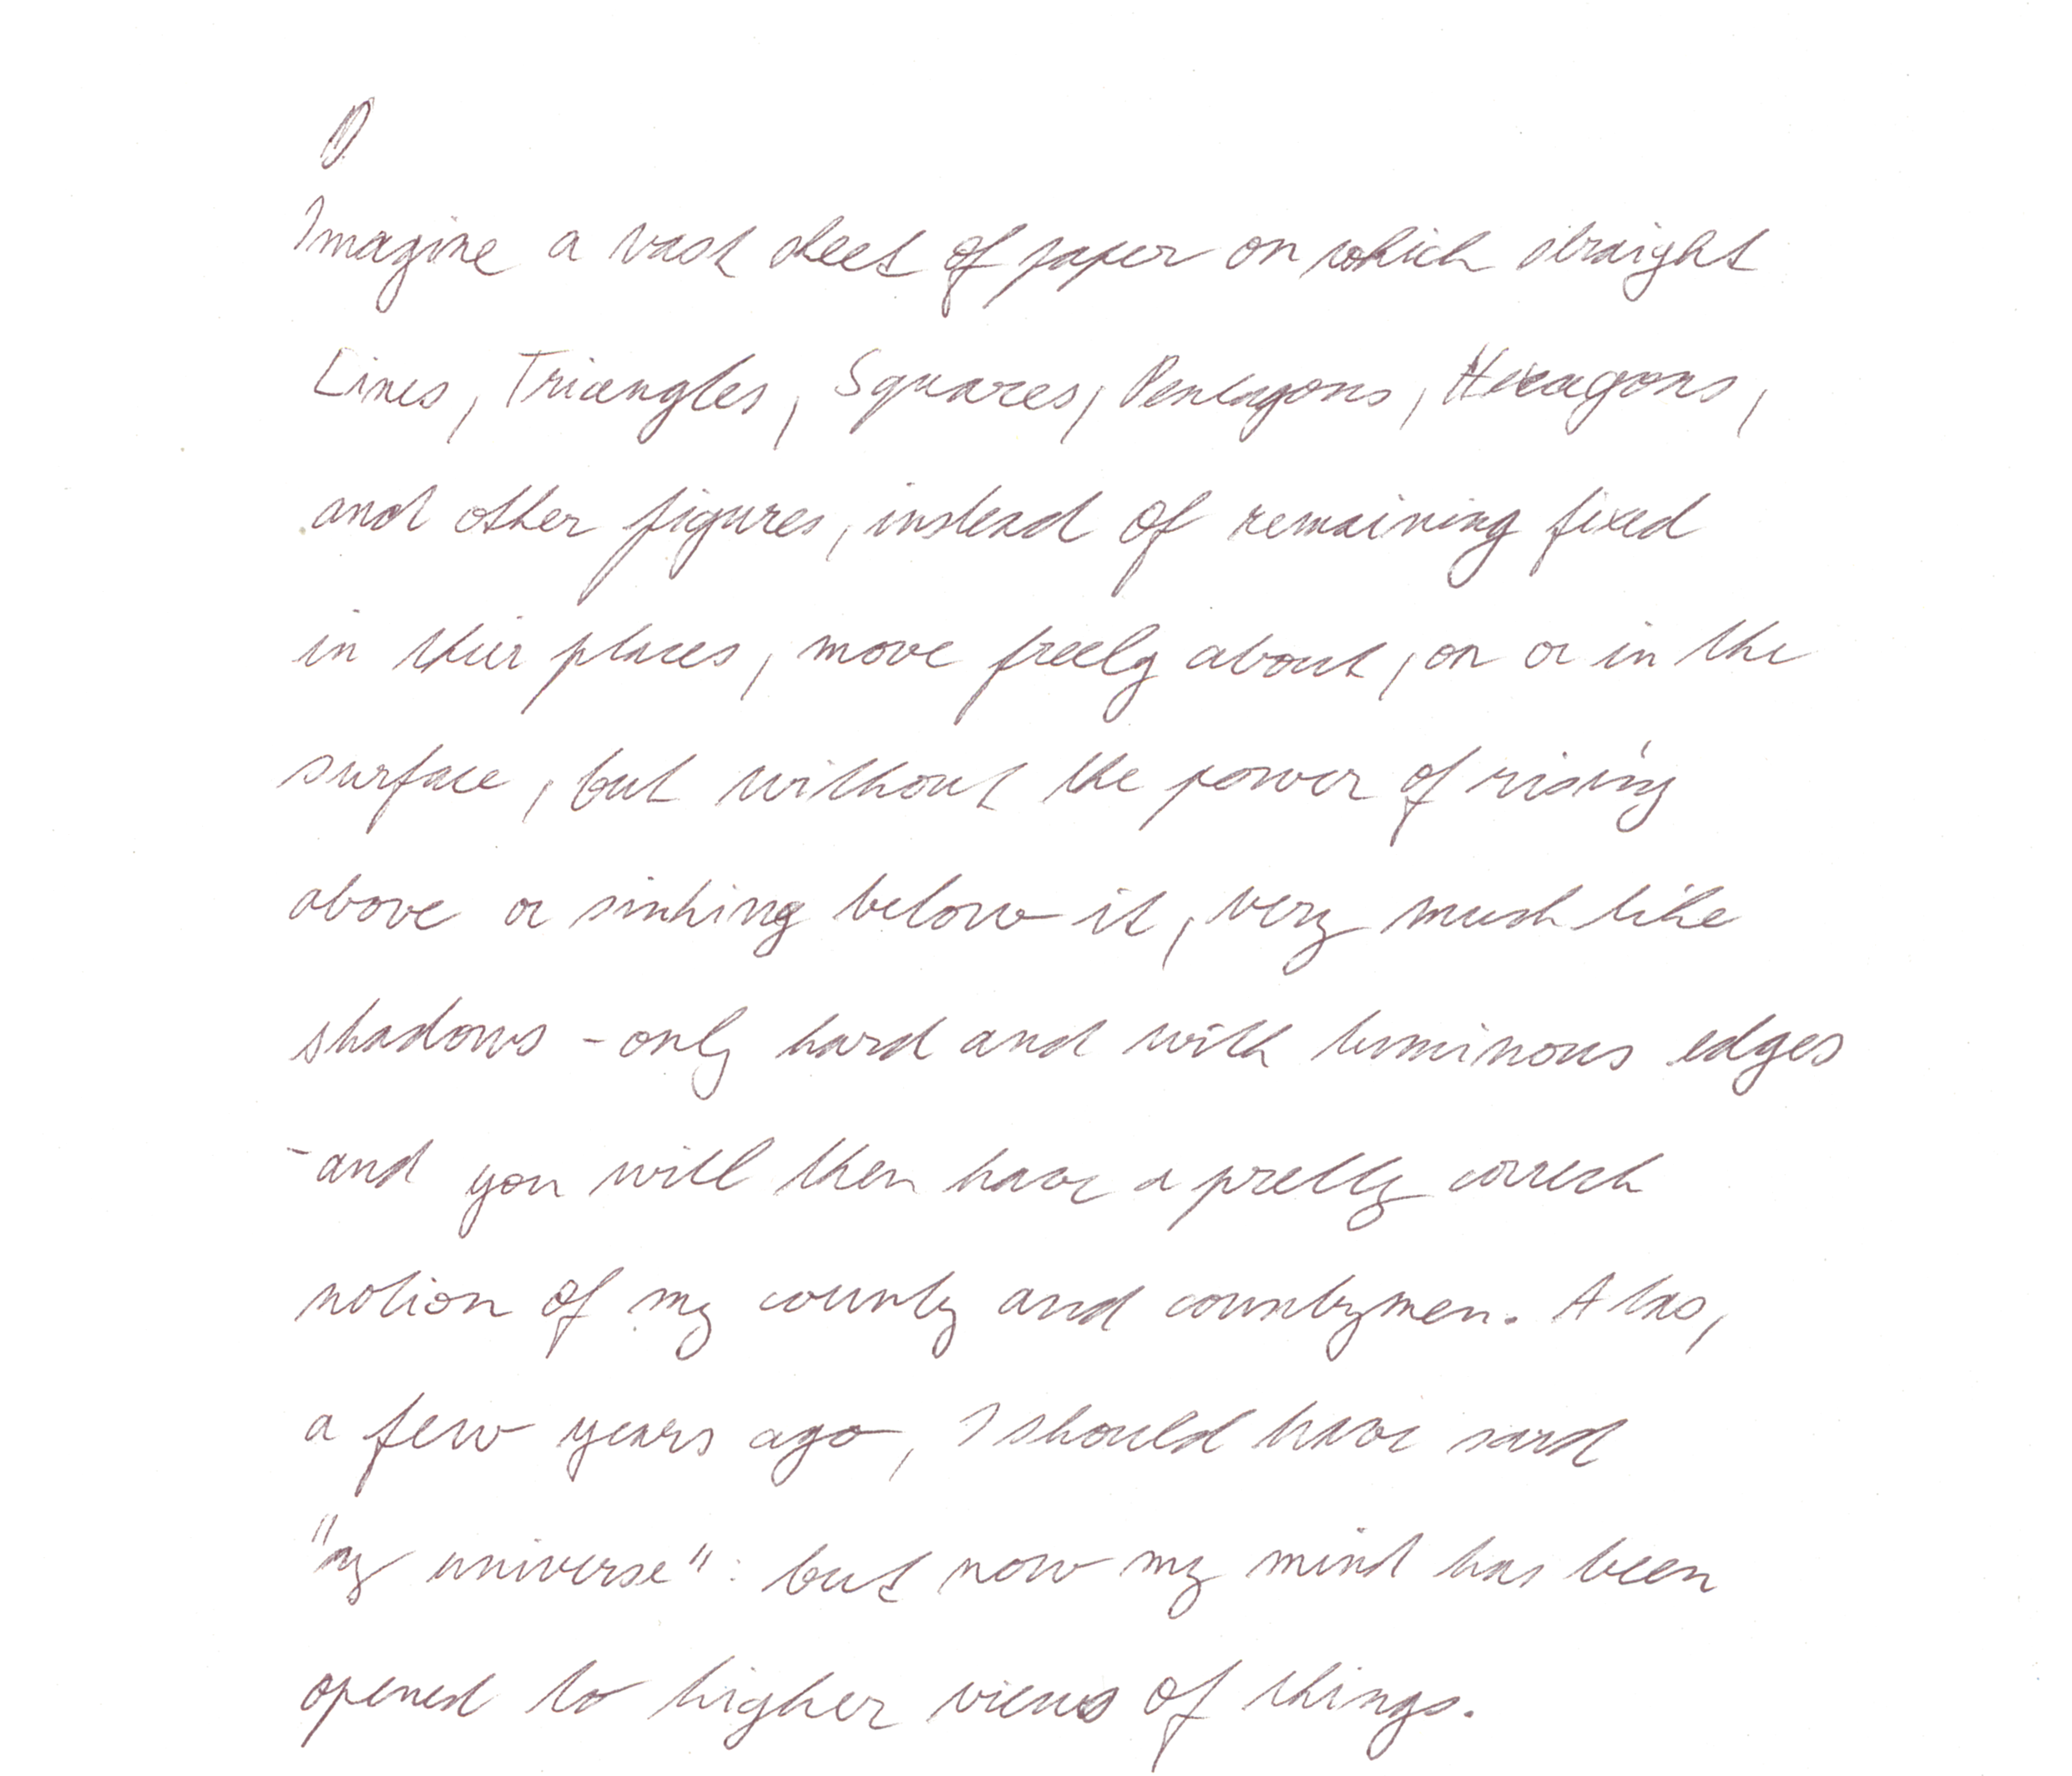 Imagine a vast sheet of paper on which straight
Lines, Triangles, Squares, Pentagons, Hexagons,
and other figures, instead of remaining fixed
in their places, move freely about, on or in the
surface, but without the power of rising
above or sinking below it, very much like
shadows - only hard and with luminous edges
- and you will then have a pretty correct
notion of my country and countrymen. Alas,
a few years ago, I should have said
"my universe": but now my mind has been
opened to higher views of things.